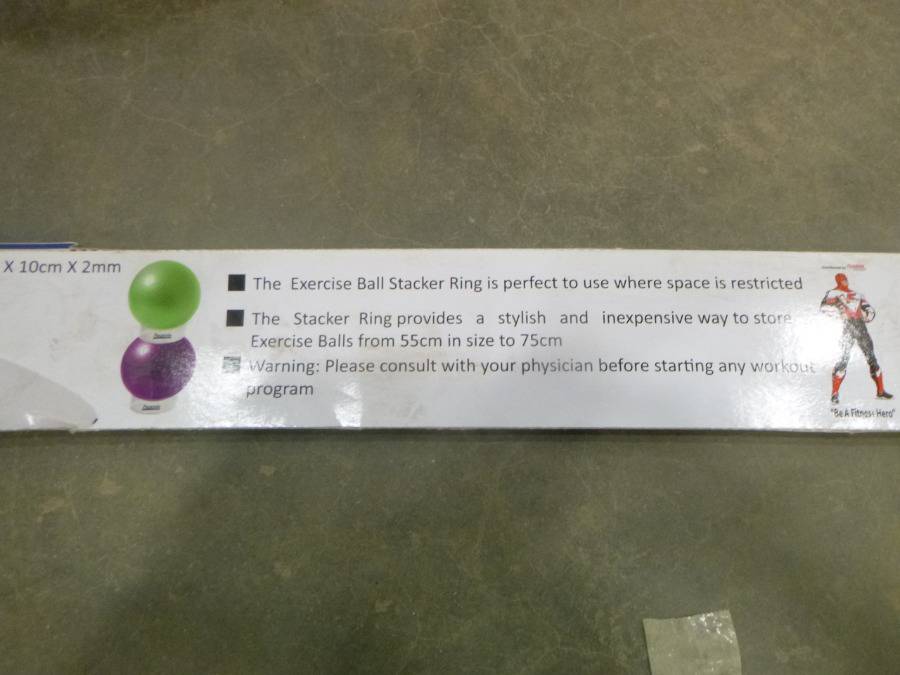 X 10cm X 2mm
The Exercise Ball Stacker Ring is perfect to use where space is restricted
The Stacker Ring provides a stylish and inexpensive way to store
Exercise Balls from 55cm in size to 75cm
Warning: Please consult with your physician before starting any workout
program
"Be A Fitness Hero"